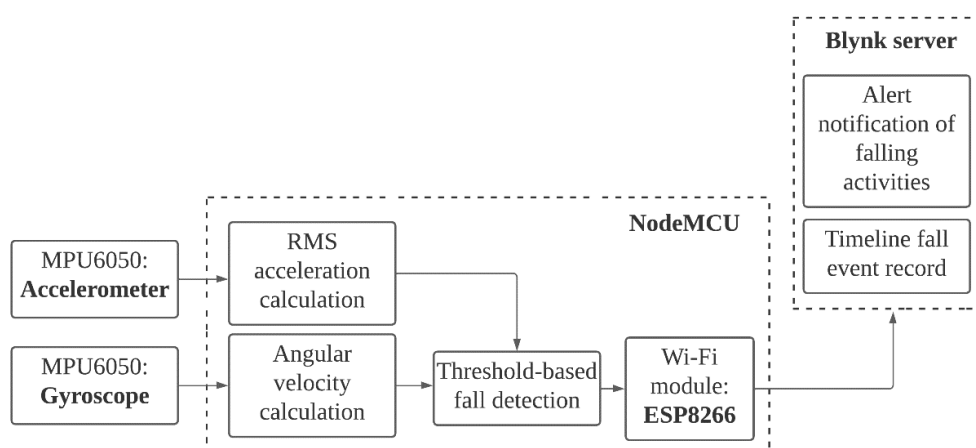 Blynk server
Alert
notification of
falling
activities
Timeline fall
event record
NodeMCU
MPU6050:
Accelerometer
RMS
acceleration
calculation
MPU6050:
Gyroscope
Angular
velocity
calculation
Threshold-based
fall detection
Wi-Fi
module:
ESP8266